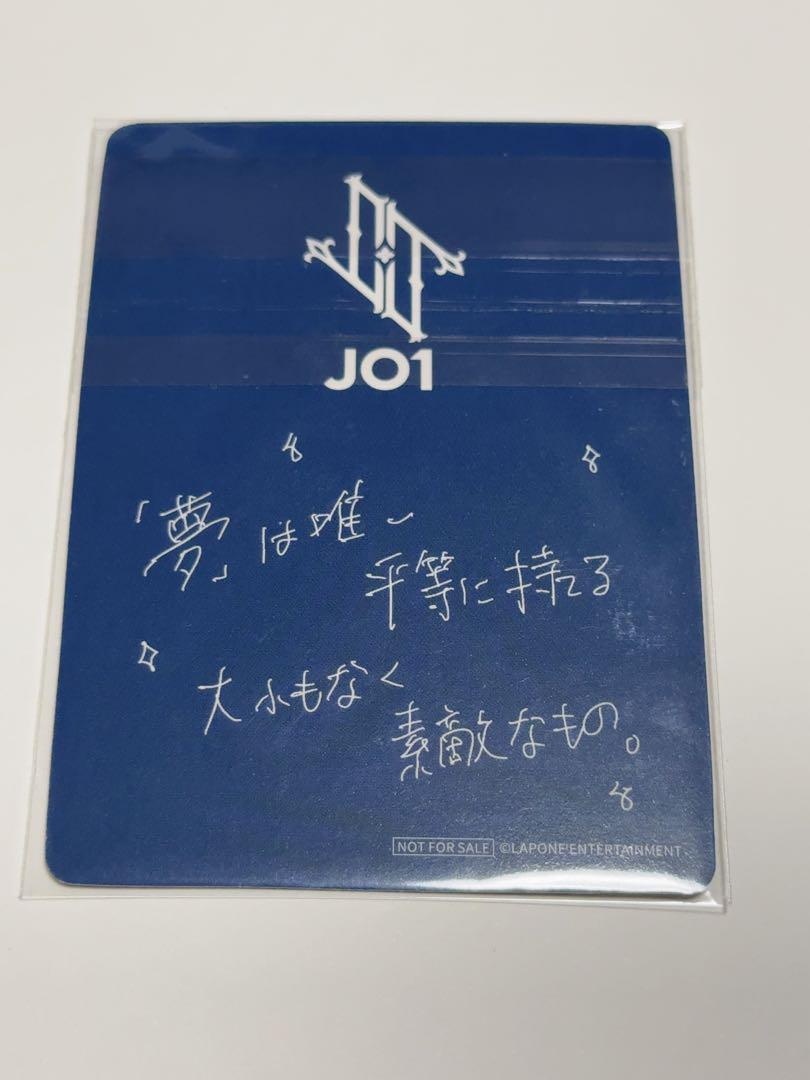 JO1
「夢」は唯一
平等に持てる
大小もなく
素敵なもの。
NOT FOR SALE ©LAPONE ENTERTAINMENT